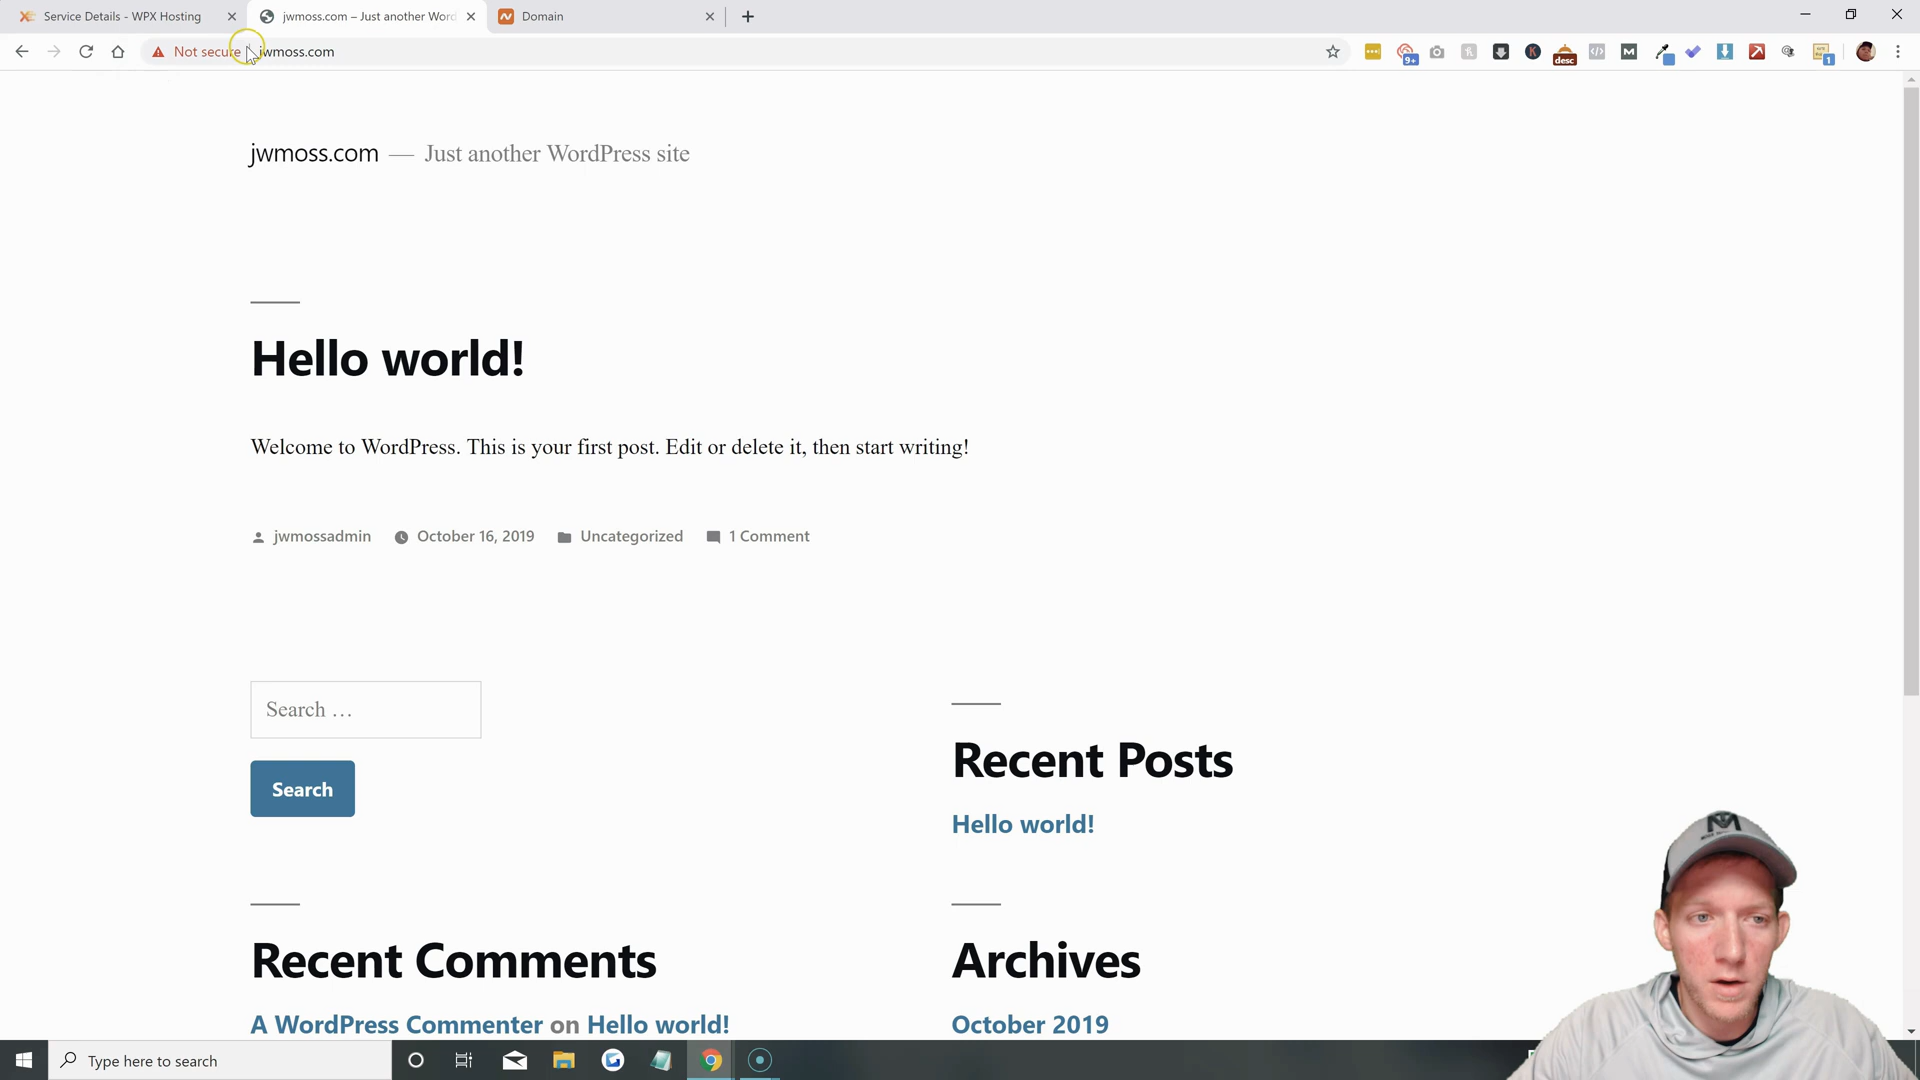 Service Details - WPX Hosting
jwmoss.com – Just another Word
Domain
Not secure
jwmoss.com
9+
desc
1
jwmoss.com — Just another WordPress site
Hello world!
Welcome to WordPress. This is your first post. Edit or delete it, then start writing!
jwmossadmin October 16, 2019 Uncategorized 1 Comment
Search …
Search
Recent Posts
Hello world!
Recent Comments
A WordPress Commenter on Hello world!
Archives
October 2019
Type here to search